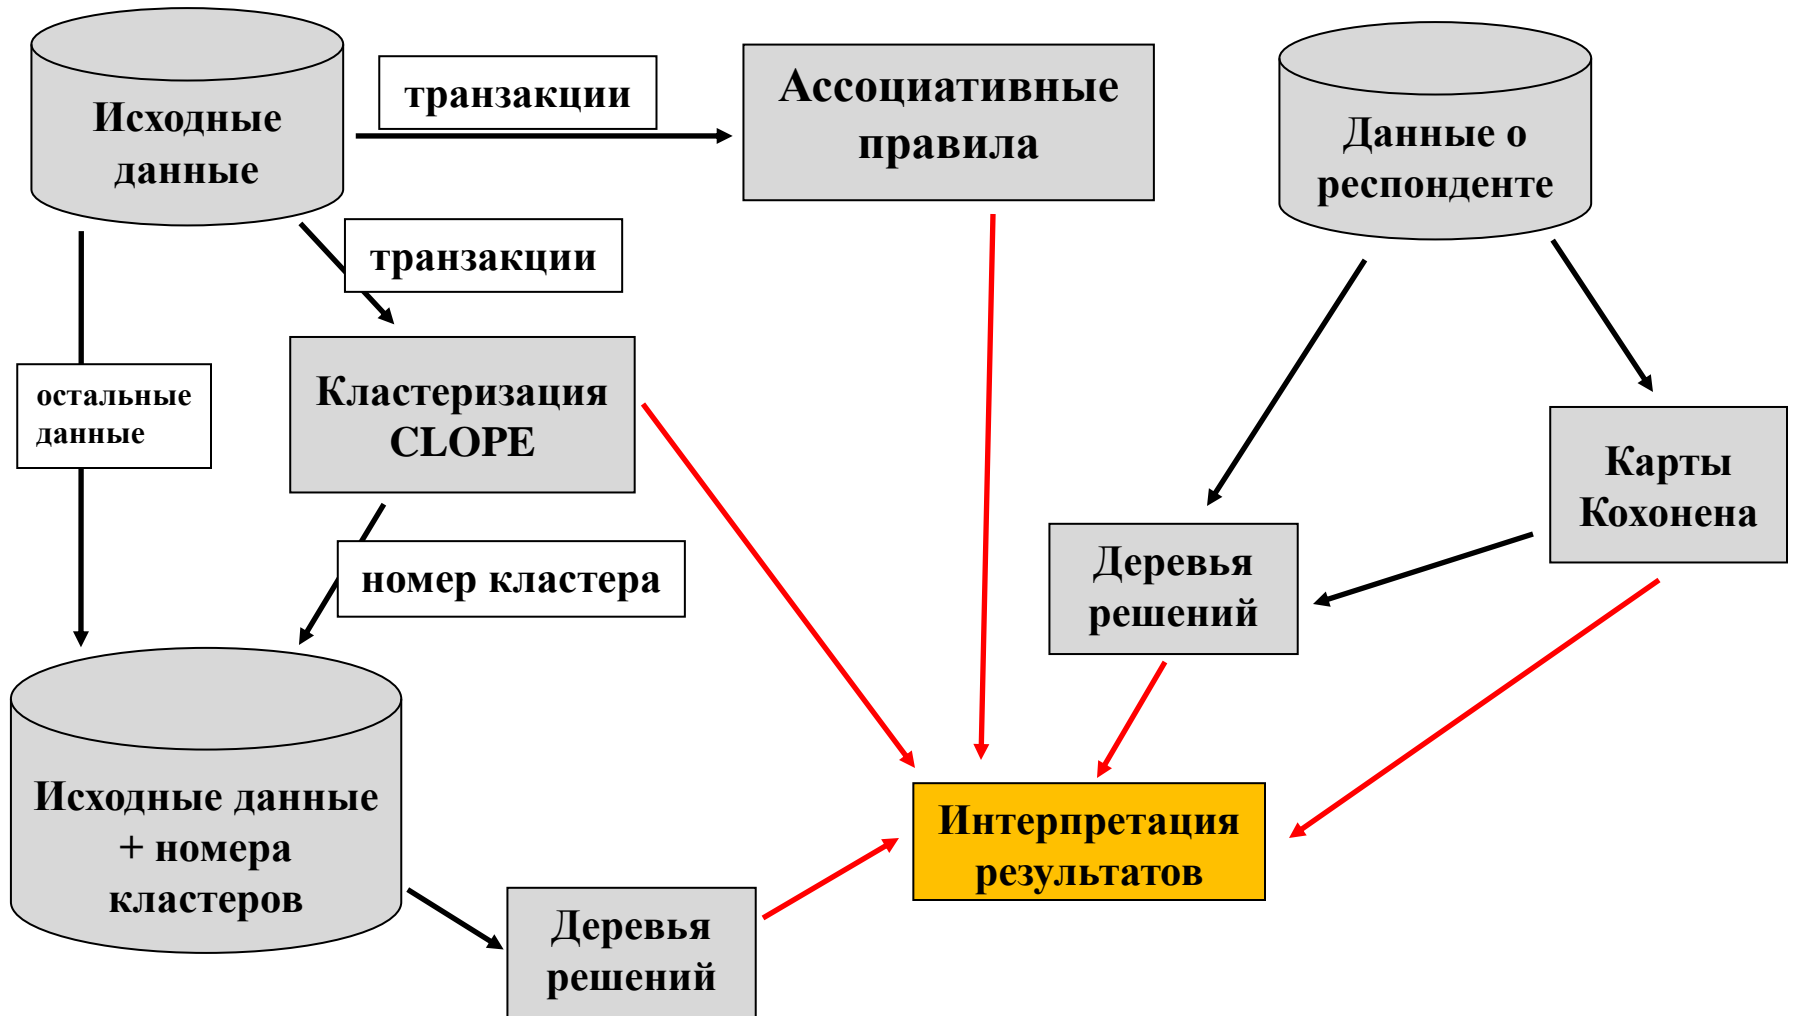 Исходные
данные
транзакции
Ассоциативные
правила
Данные о
респонденте
транзакции
остальные
данные
Кластеризация
CLOPE
Карты
Кохонена
номер кластера
Деревья
решений
Исходные данные
+ номера
кластеров
Интерпретация
результатов
Деревья
решений